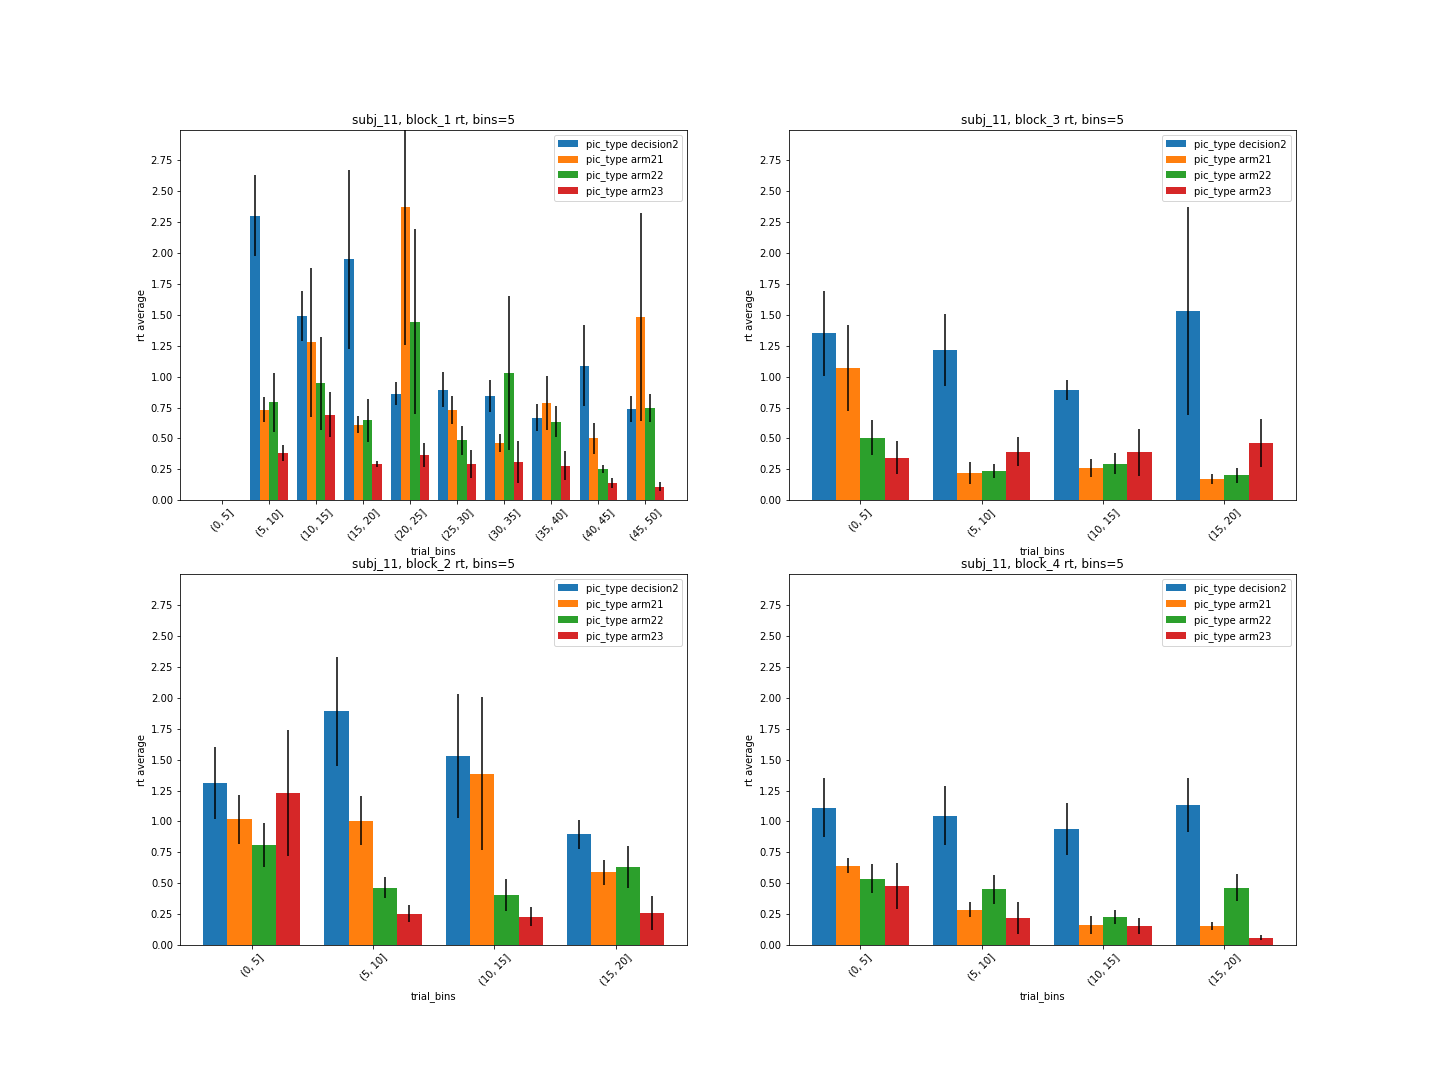 subj_11, block_1 rt, bins=5
pic_type decision2
pic_type arm21
pic_type arm22
pic_type arm23
2.75
2.50
2.25
2.00
1.75
1.50
1.25
1.00
0.75
0.50
0.25
0.00
rt average
(0, 5]
(5, 10]
(10, 15]
(15, 20]
(20, 25]
(25, 30]
(30, 35]
(35, 40]
(40, 45]
(45, 50]
trial_bins
subj_11, block_3 rt, bins=5
pic_type decision2
pic_type arm21
pic_type arm22
pic_type arm23
2.75
2.50
2.25
2.00
1.75
1.50
1.25
1.00
0.75
0.50
0.25
0.00
rt average
(0, 5]
(5, 10]
(10, 15]
(15, 20]
trial_bins
subj_11, block_2 rt, bins=5
pic_type decision2
pic_type arm21
pic_type arm22
pic_type arm23
2.75
2.50
2.25
2.00
1.75
1.50
1.25
1.00
0.75
0.50
0.25
0.00
rt average
(0, 5]
(5, 10]
(10, 15]
(15, 20]
trial_bins
subj_11, block_4 rt, bins=5
pic_type decision2
pic_type arm21
pic_type arm22
pic_type arm23
2.75
2.50
2.25
2.00
1.75
1.50
1.25
1.00
0.75
0.50
0.25
0.00
rt average
(0, 5]
(5, 10]
(10, 15]
(15, 20]
trial_bins